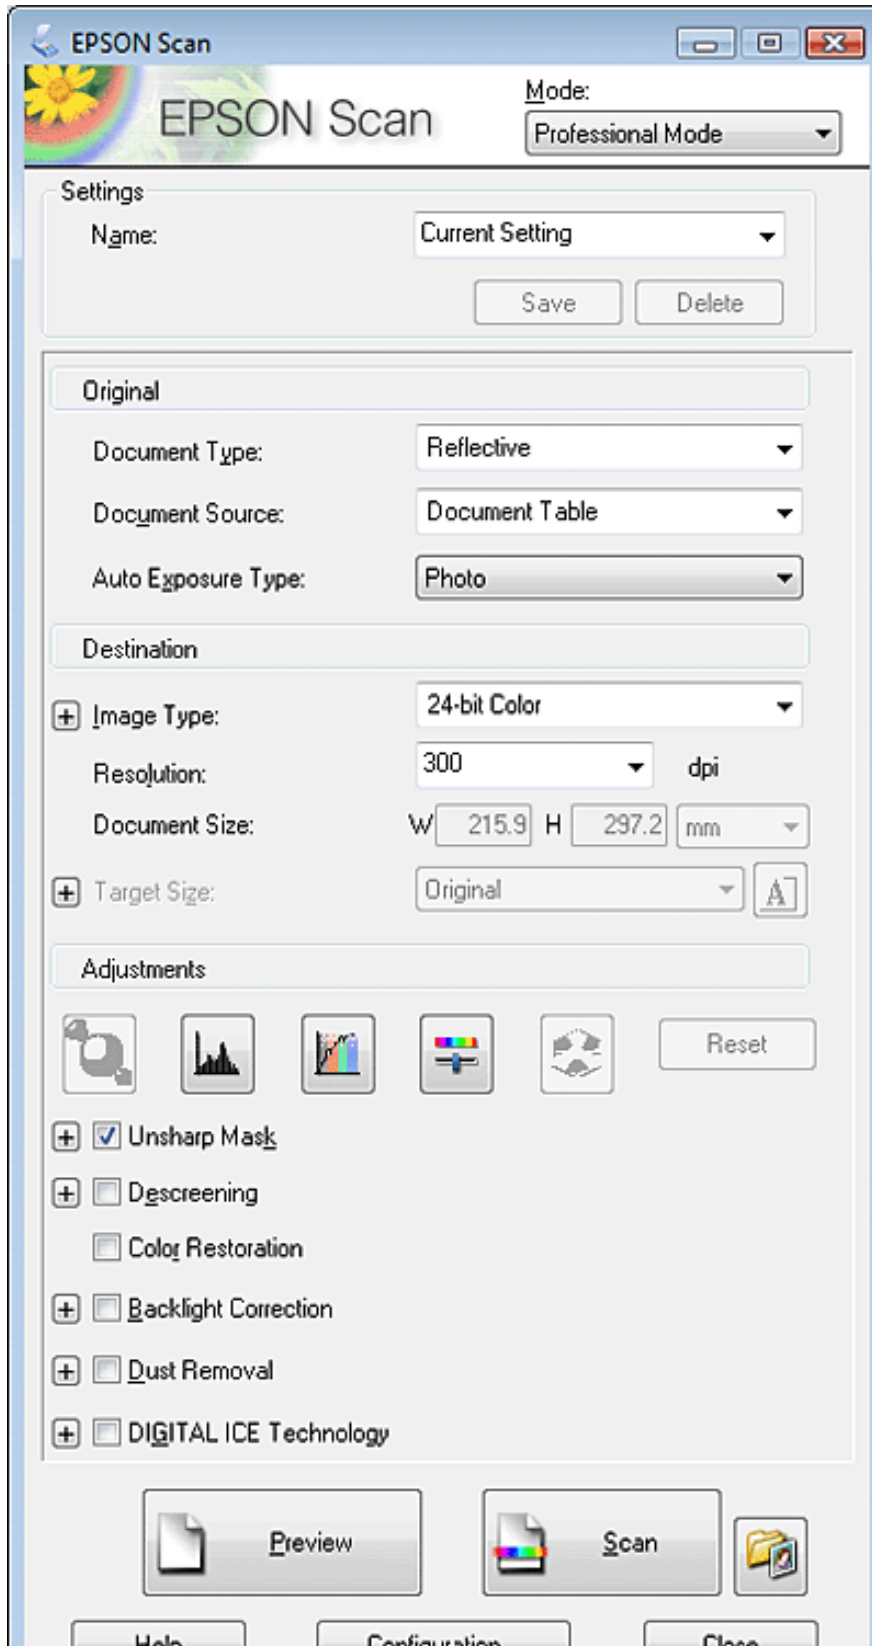 EPSON Scan
EPSON Scan
Mode:
Professional Mode
Settings
Name: Current Setting
Save Delete
Original
Document Type: Reflective
Document Source: Document Table
Auto Exposure Type: Photo
Destination
Image Type: 24-bit Color
Resolution: 300 dpi
Document Size: W 215.9 H 297.2 mm
Target Size: Original A
Adjustments
Reset
Unsharp Mask
Descreening
Color Restoration
Backlight Correction
Dust Removal
DIGITAL ICE Technology
Preview Scan
Help Configuration Close